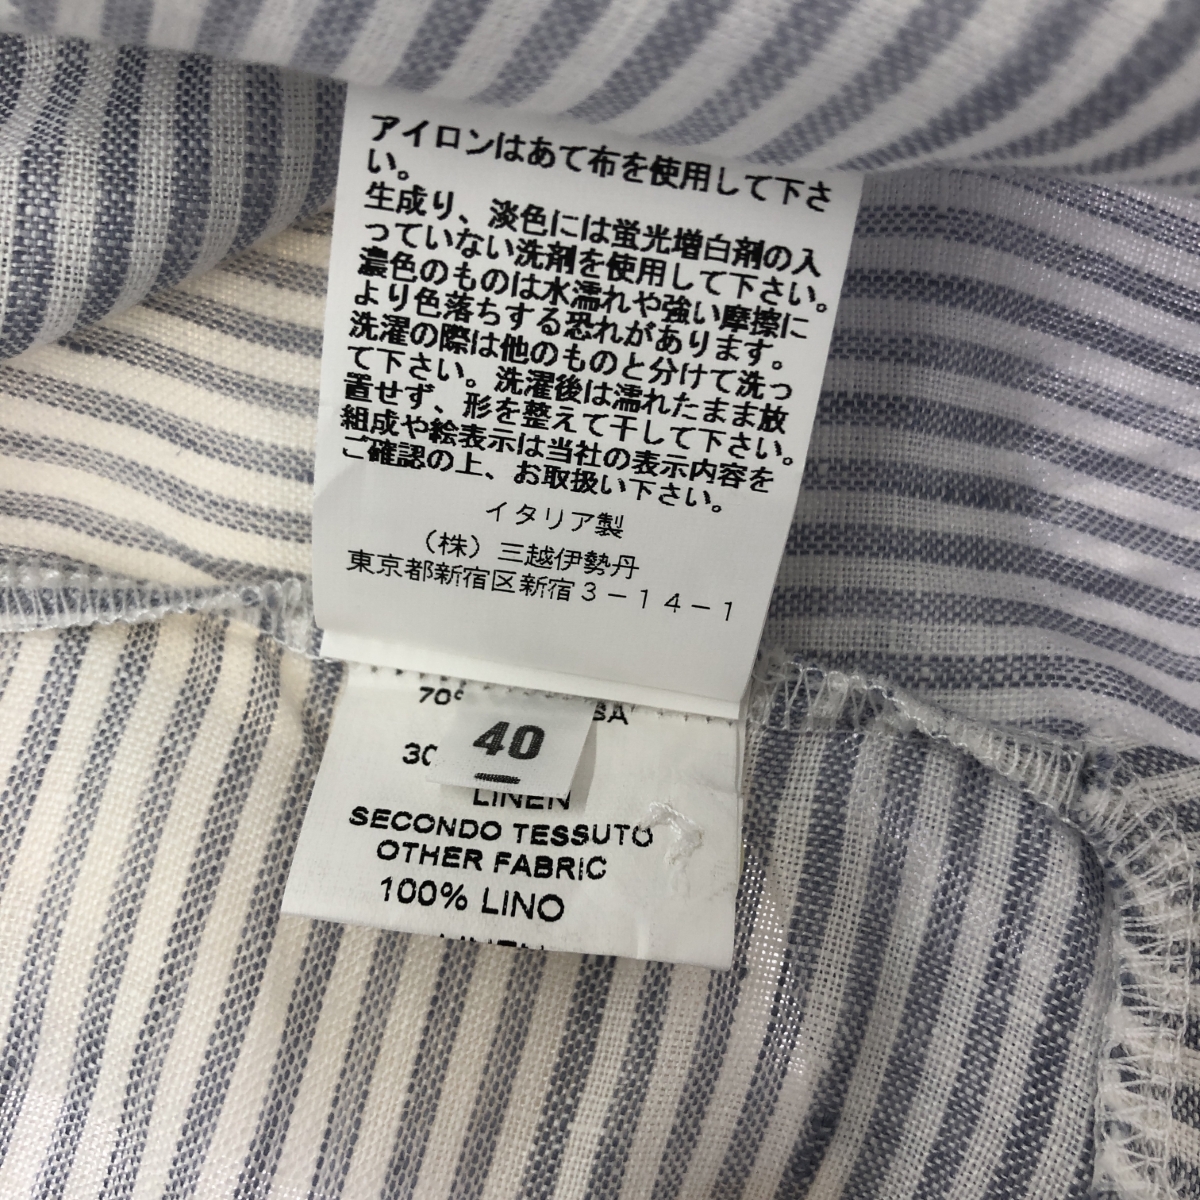 アイロンはあて布を使用して下さ
い。
生成り、淡色には蛍光増白剤の入
っていない洗剤を使用して下さい。
濃色のものは水濡れや強い摩擦に
より色落ちする恐れがあります。
洗濯の際は他のものと分けて洗っ
て下さい。洗濯後は濡れたまま放
置せず、形を整えて干して下さい。
組成や絵表示は当社の表示内容を
ご確認の上、お取扱い下さい。
イタリア製
（株）三越伊勢丹
東京都新宿区新宿３－１４－１
40
LINEN
SECONDO TESSUTO
OTHER FABRIC
100% LINO
LINEN